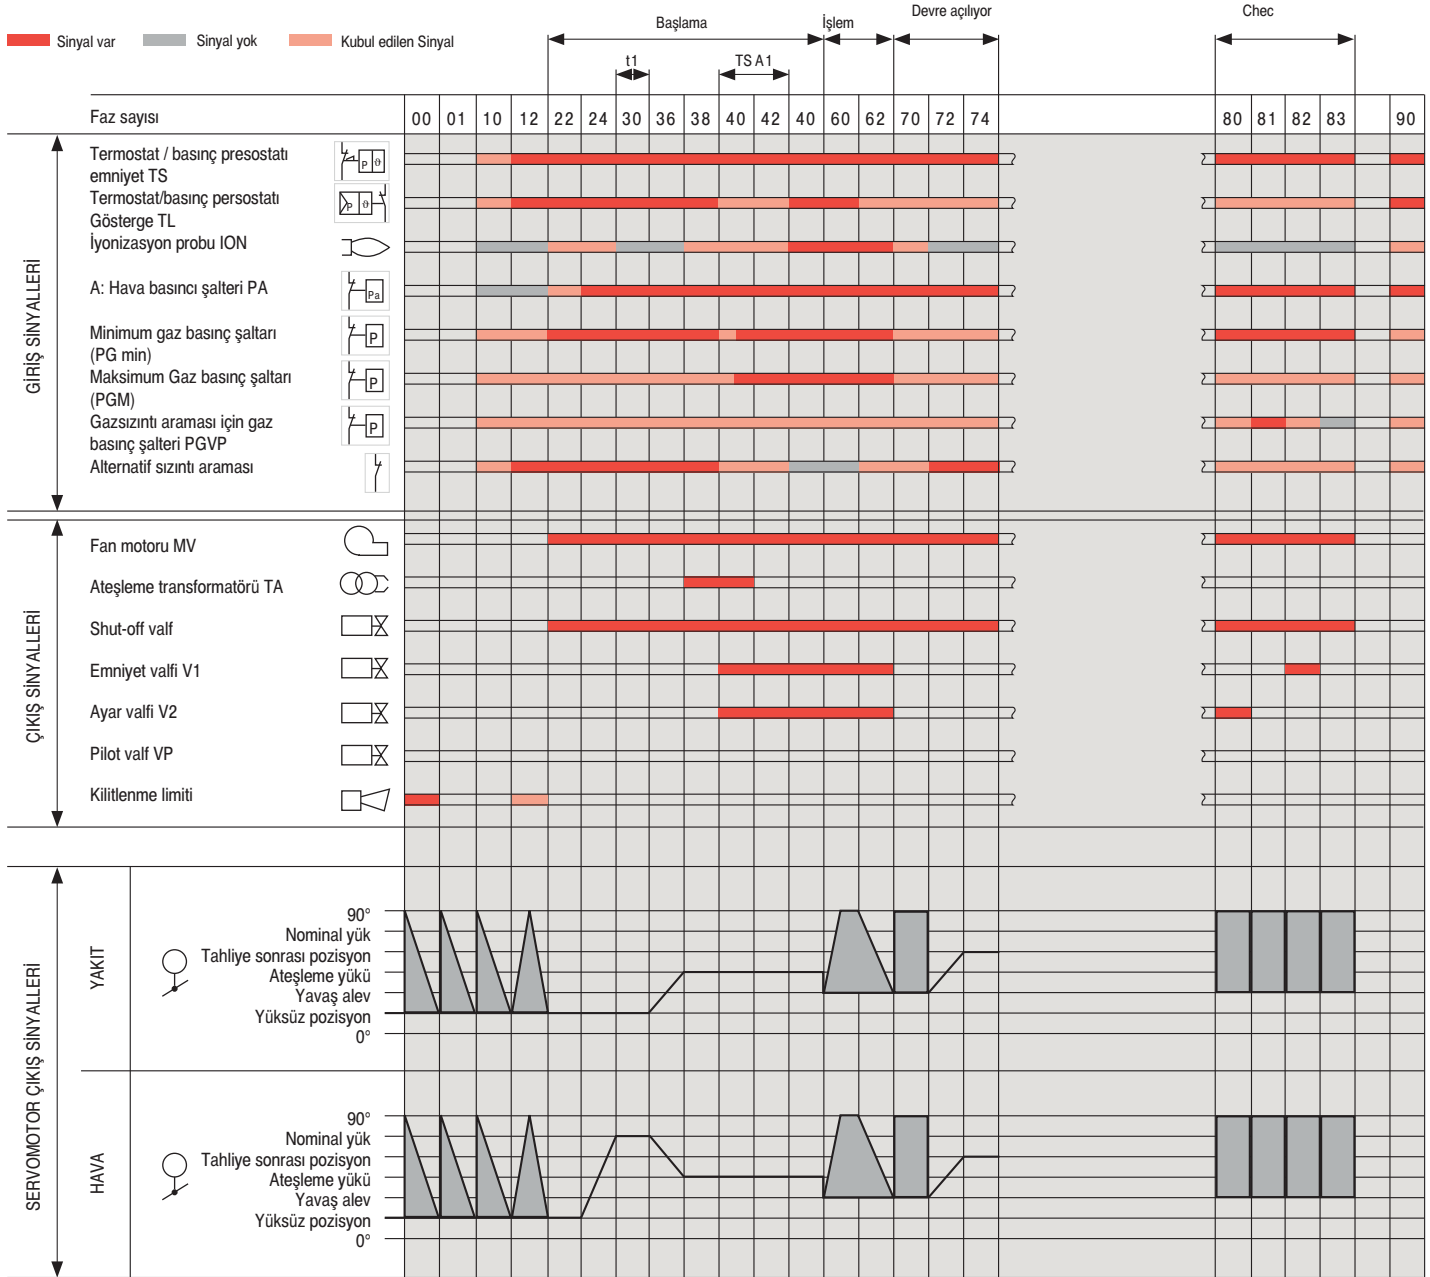 Başlama
İşlem
Devre açılıyor
Chec
Sinyal var
Sinyal yok
Kubul edilen Sinyal
t1
TS A1
Faz sayısı
00 01 10 12 22 24 30 36 38 40 42 40 60 62 70 72 74 80 81 82 83 90
GİRİŞ SİNYALLERİ
Termostat / basınç presostatı
emniyet TS
P ϑ
Termostat/basınç persostatı
Gösterge TL
P ϑ
İyonizasyon probu ION
A: Hava basıncı şalteri PA
Pa
Minimum gaz basınç şaltarı
(PG min)
P
Maksimum Gaz basınç şaltarı
(PGM)
P
Gazsızıntı araması için gaz
basınç şalteri PGVP
P
Alternatif sızıntı araması
ÇIKIŞ SİNYALLERİ
Fan motoru MV
Ateşleme transformatörü TA
Shut-off valf
Emniyet valfi V1
Ayar valfi V2
Pilot valf VP
Kilitlenme limiti
SERVOMOTOR ÇIKIŞ SİNYALLERİ
YAKIT
90°
Nominal yük
Tahliye sonrası pozisyon
Ateşleme yükü
Yavaş alev
Yüksüz pozisyon
0°
HAVA
90°
Nominal yük
Tahliye sonrası pozisyon
Ateşleme yükü
Yavaş alev
Yüksüz pozisyon
0°